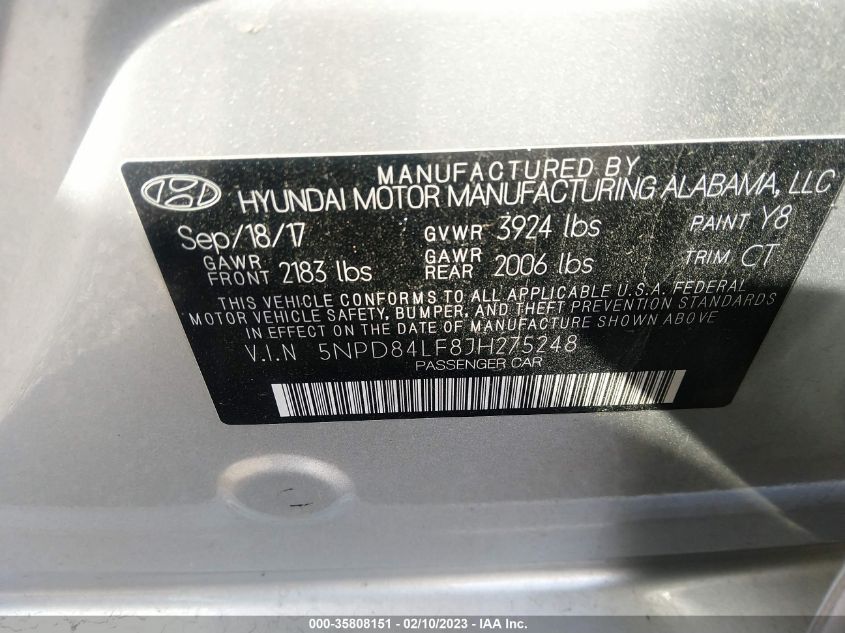 MANUFACTURED BY
HYUNDAI MOTOR MANUFACTURING ALABAMA, LLC
Sep/18/17 GVWR 3924 lbs PAINT Y8
GAWR FRONT 2183 lbs GAWR REAR 2006 lbs TRIM CT
THIS VEHICLE CONFORMS TO ALL APPLICABLE U.S.A. FEDERAL
MOTOR VEHICLE SAFETY, BUMPER, AND THEFT PREVENTION STANDARDS
IN EFFECT ON THE DATE OF MANUFACTURE SHOWN ABOVE
V.I.N 5NPD84LF8JH275248
PASSENGER CAR
000-35808151 - 02/10/2023 - IAA Inc.